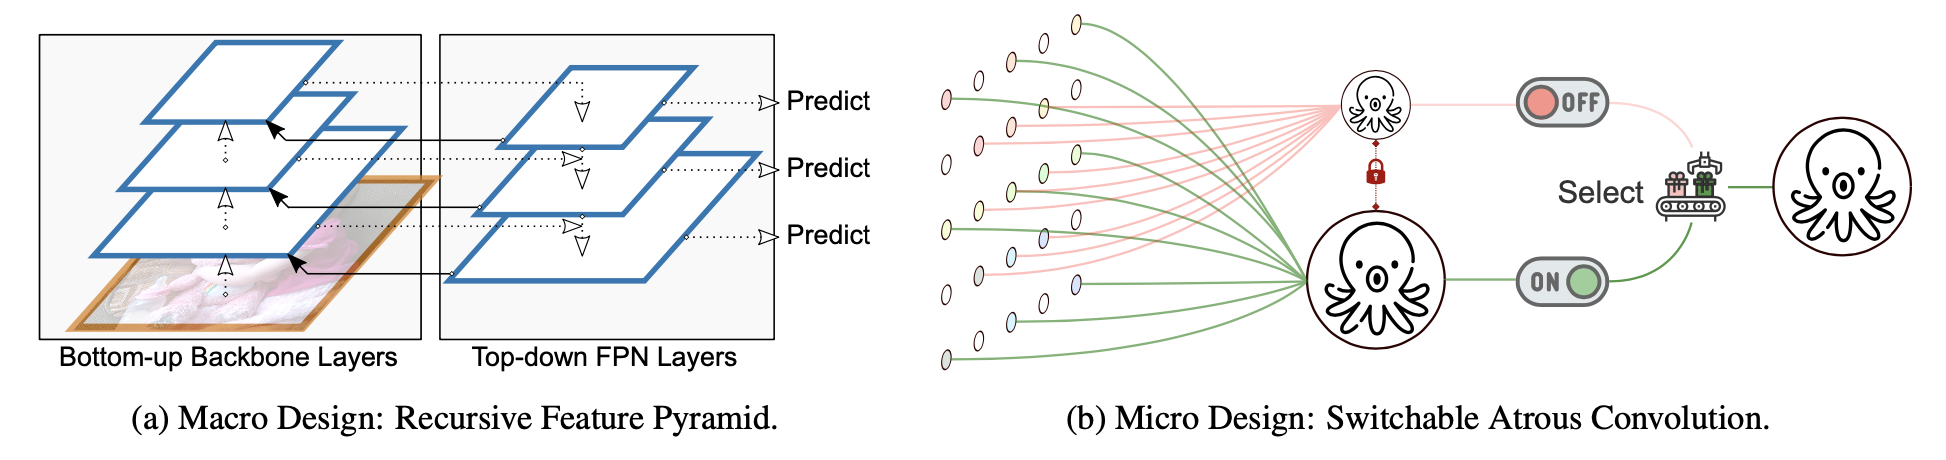 Predict
Predict
Predict
Bottom-up Backbone Layers
Top-down FPN Layers
(a) Macro Design: Recursive Feature Pyramid.
OFF
Select
ON
(b) Micro Design: Switchable Atrous Convolution.